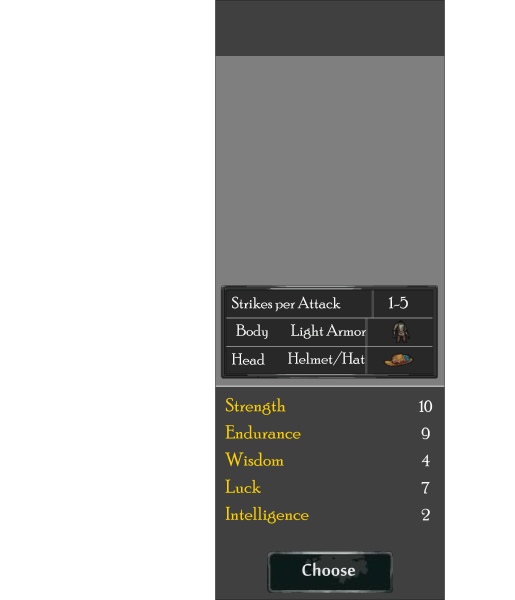 Strikes per Attack 1-5
Body Light Armor
Head Helmet/Hat
Strength 10
Endurance 9
Wisdom 4
Luck 7
Intelligence 2
Choose